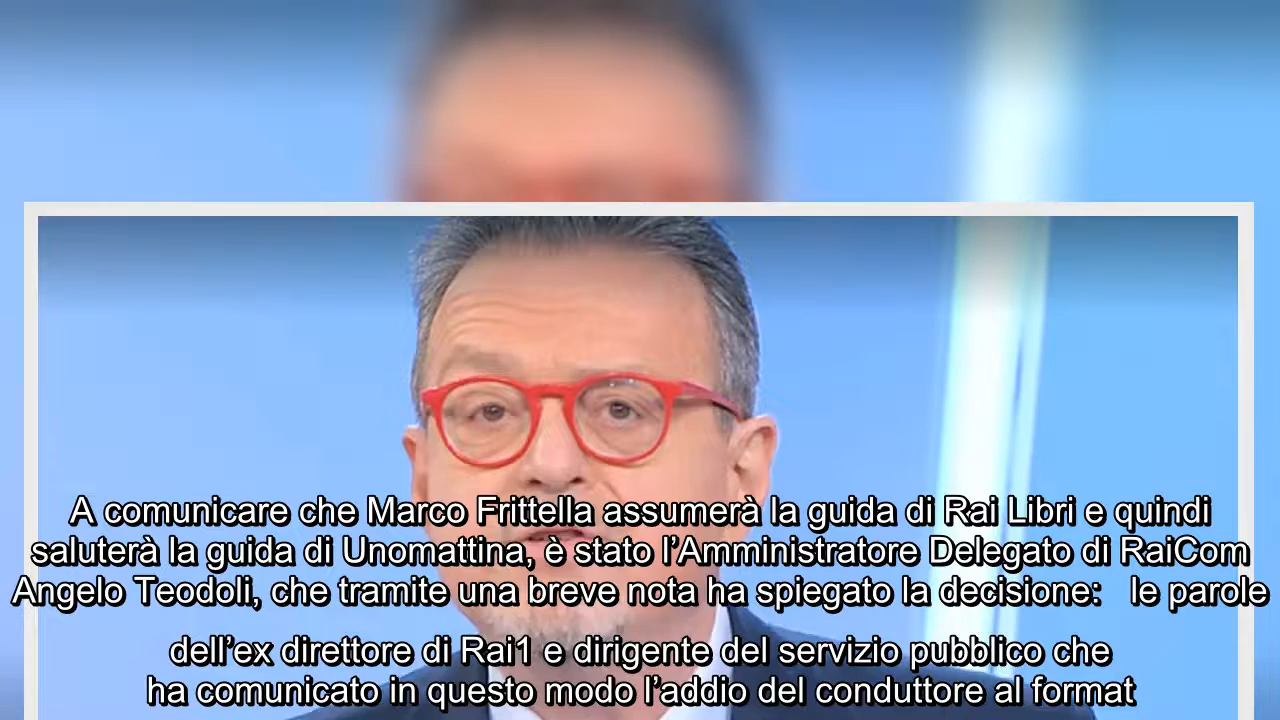 A comunicare che Marco Frittella assumerà la guida di Rai Libri e quindi
saluterà la guida di Unomattina, è stato l’Amministratore Delegato di RaiCom
Angelo Teodoli, che tramite una breve nota ha spiegato la decisione: le parole
dell’ex direttore di Rai1 e dirigente del servizio pubblico che
ha comunicato in questo modo l’addio del conduttore al format